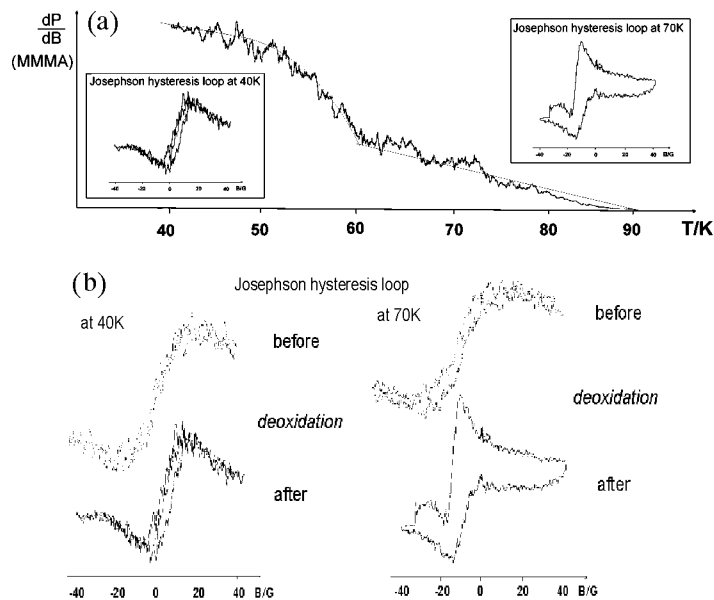 dP
dB
(MMMA)
(a)
Josephson hysteresis loop at 40K
-40 -20 0 20 40 B/G
Josephson hysteresis loop at 70K
-40 -20 0 20 40 B/G
40 50 60 70 80 90 T/K
(b)
Josephson hysteresis loop
at 40K
before
deoxidation
after
-40 -20 0 20 40 B/G
at 70K
before
deoxidation
after
-40 -20 0 20 40 B/G